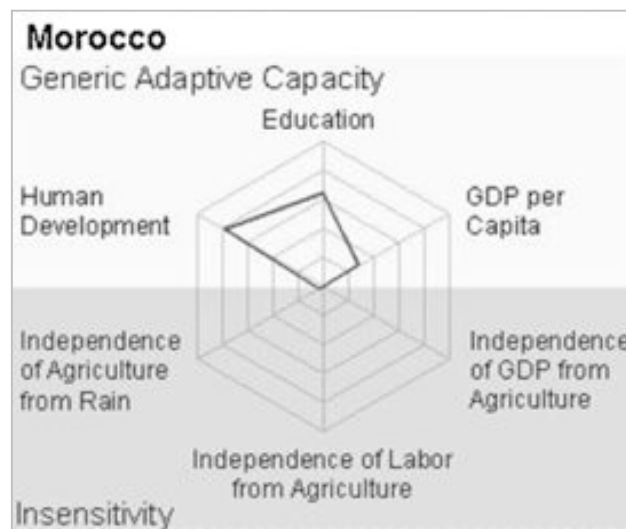 Morocco
Generic Adaptive Capacity
Education
Human
Development
GDP per
Capita
Independence
of Agriculture
from Rain
Independence
of GDP from
Agriculture
Independence of Labor
from Agriculture
Insensitivity